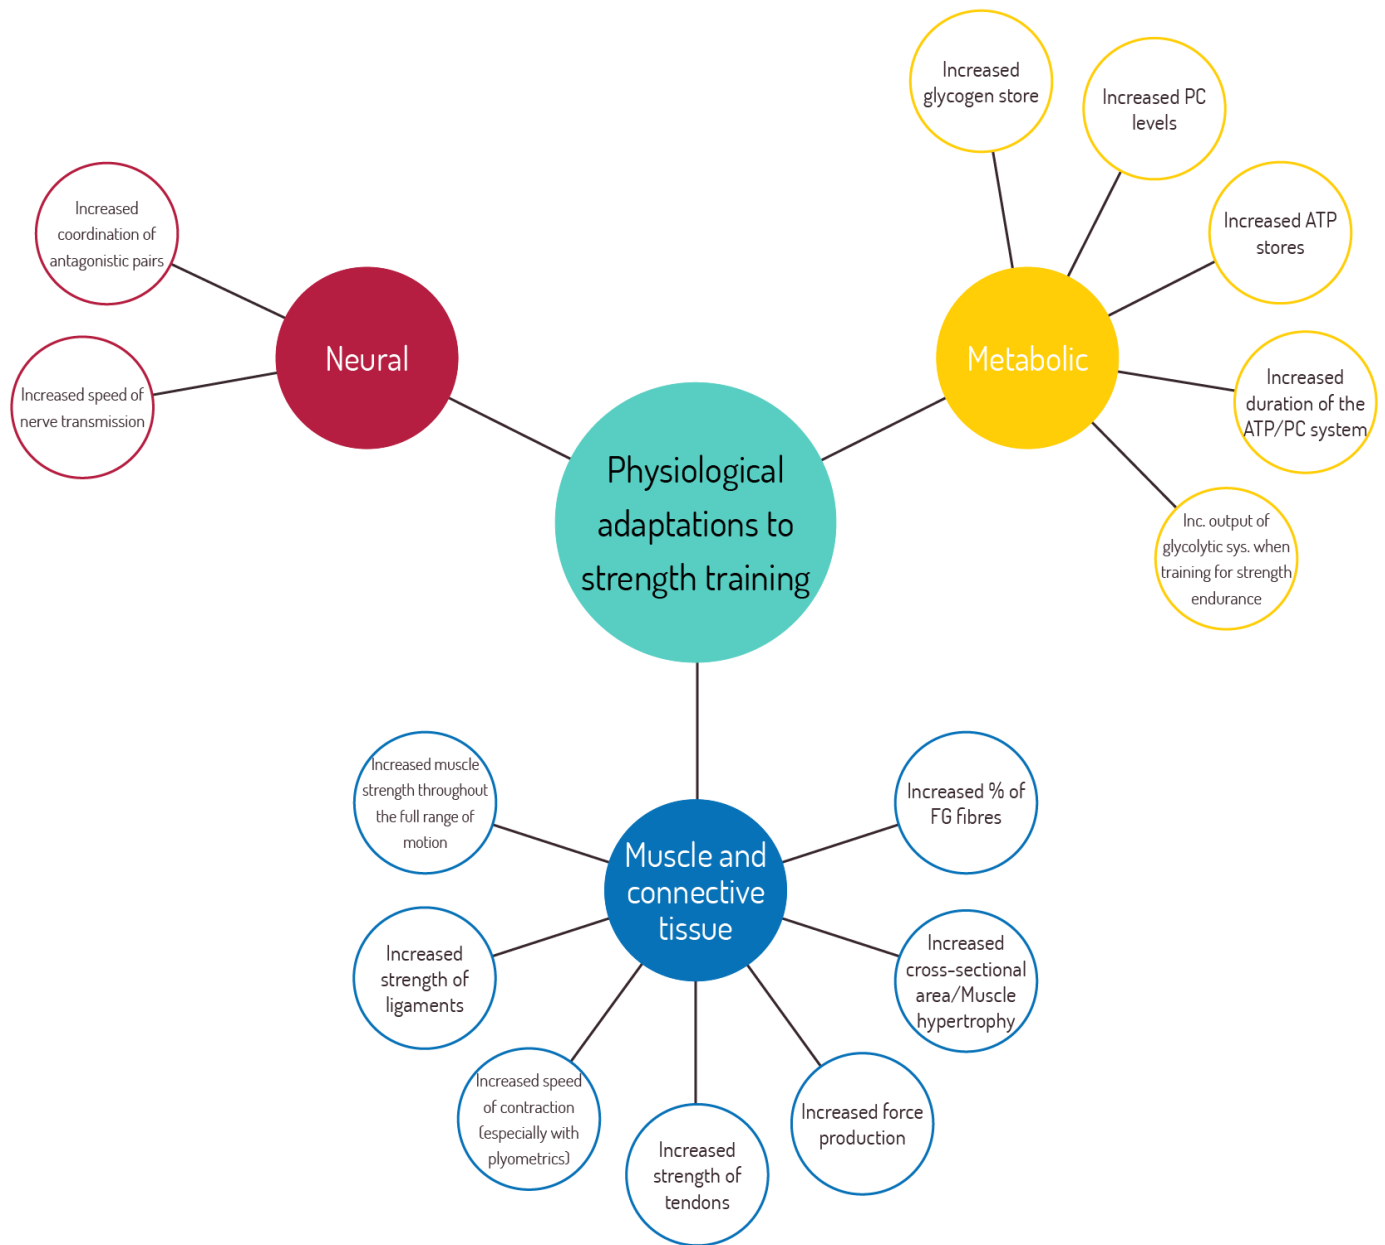 Physiological
adaptations to
strength training
Neural
Increased
coordination of
antagonistic pairs
Increased speed of
nerve transmission
Metabolic
Increased
glycogen store
Increased PC
levels
Increased ATP
stores
Increased
duration of the
ATP/PC system
Inc. output of
glycolytic sys. when
training for strength
endurance
Muscle and
connective
tissue
Increased muscle
strength throughout
the full range of
motion
Increased
strength of
ligaments
Increased speed
of contraction
(especially with
plyometrics)
Increased
strength of
tendons
Increased force
production
Increased
cross-sectional
area/Muscle
hypertrophy
Increased % of
FG fibres